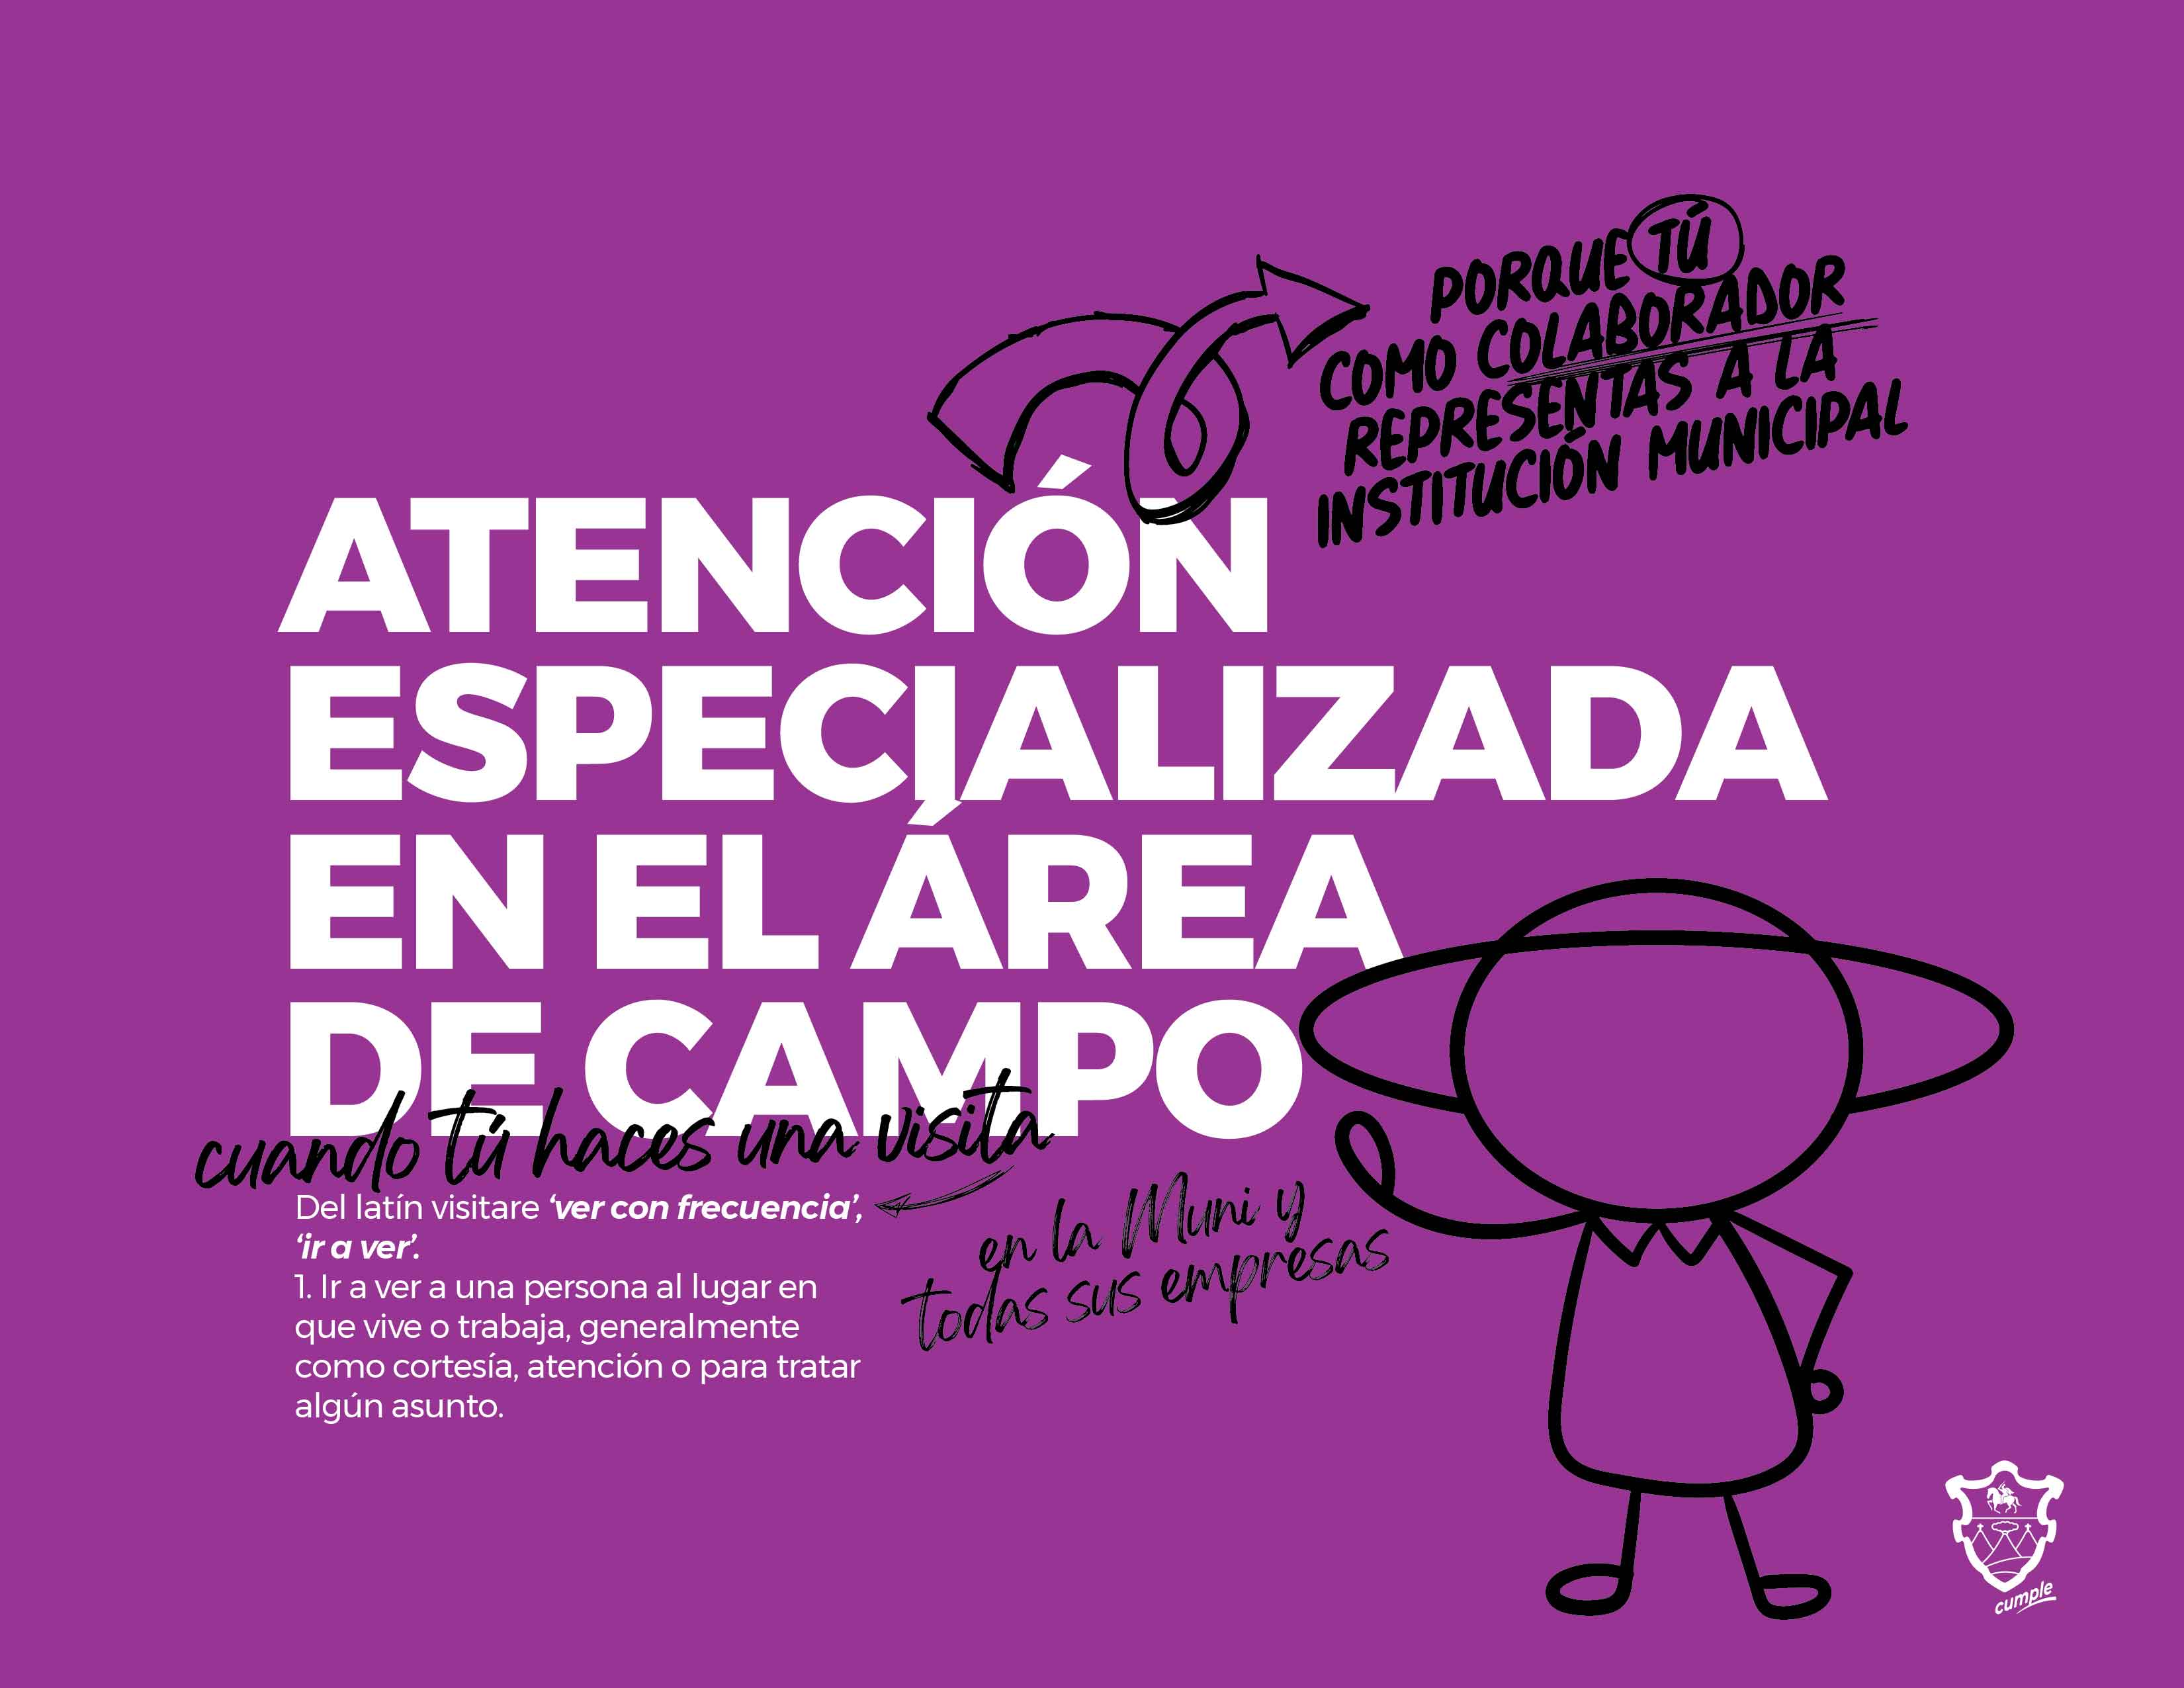 PORQUE TÚ
COMO COLABORADOR
REPRESENTAS A LA
INSTITUCIÓN MUNICIPAL
ATENCIÓN
ESPECIALIZADA
EN EL ÁREA
DE CAMPO
cuando tú haces una visita
Del latín visitare ‘ver con frecuencia’,
‘ir a ver’.
1. Ir a ver a una persona al lugar en
que vive o trabaja, generalmente
como cortesía, atención o para tratar
algún asunto.
en la Muni y
todas sus empresas
cumple